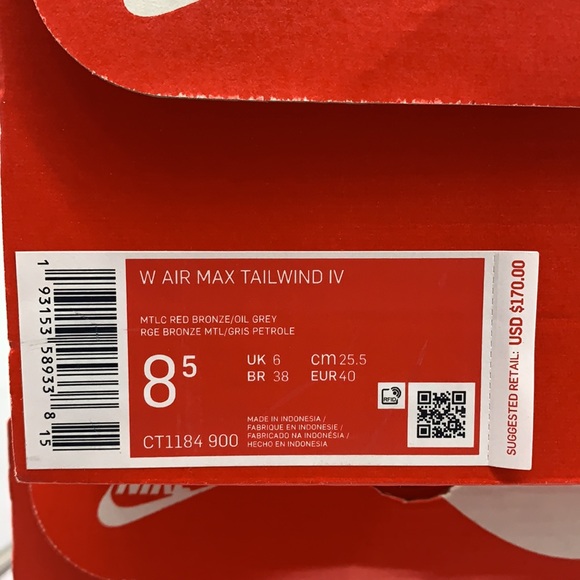 W AIR MAX TAILWIND IV
MTLC RED BRONZE/OIL GREY
RGE BRONZE MTL/GRIS PETROLE
8⁵
UK 6
cm 25.5
BR 38
EUR 40
RFID
CT1184 900
MADE IN INDONESIA/
FABRIQUE EN INDONESIE/
FABRICADO NA INDONÉSIA/
HECHO EN INDONESIA
1 93153 58933 8 15
SUGGESTED RETAIL: USD $170.00
NIKE